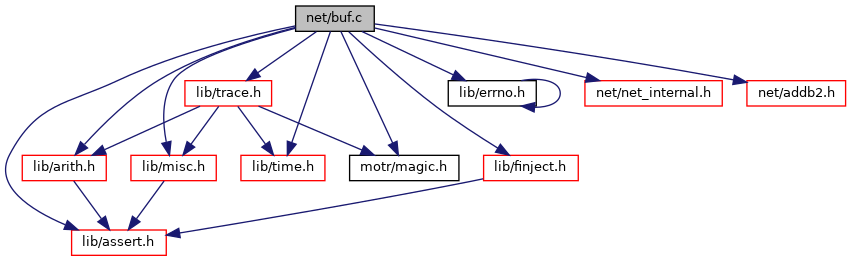 net/buf.c
lib/trace.h
lib/errno.h
net/net_internal.h
net/addb2.h
lib/arith.h
lib/misc.h
lib/time.h
motr/magic.h
lib/finject.h
lib/assert.h